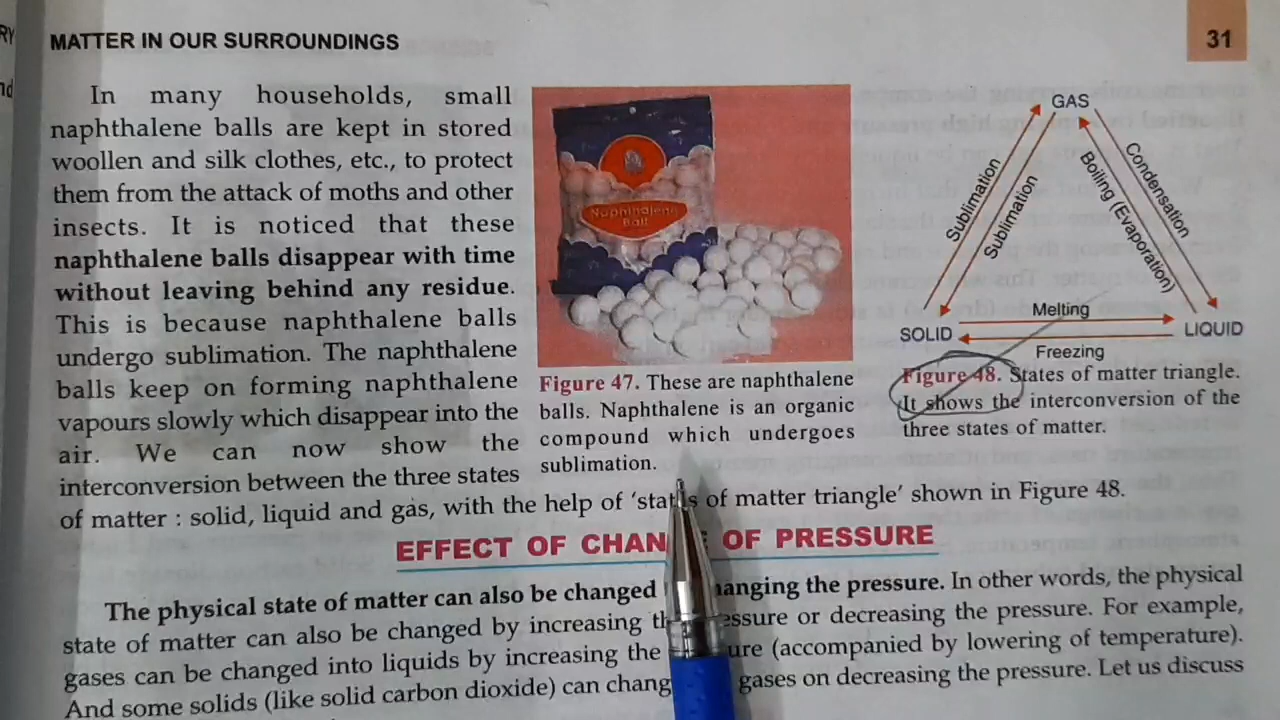 RY
nd
MATTER IN OUR SURROUNDINGS
31
In many households, small
naphthalene balls are kept in stored
woollen and silk clothes, etc., to protect
them from the attack of moths and other
insects. It is noticed that these
naphthalene balls disappear with time
without leaving behind any residue.
This is because naphthalene balls
undergo sublimation. The naphthalene
balls keep on forming naphthalene
vapours slowly which disappear into the
air. We can now show the
interconversion between the three states
of matter : solid, liquid and gas, with the help of 'states of matter triangle' shown in Figure 48.
Naphthalene
Ball
Figure 47. These are naphthalene
balls. Naphthalene is an organic
compound which undergoes
sublimation.
GAS
Sublimation
Sublimation
Condensation
Boiling (Evaporation)
Melting
SOLID
LIQUID
Freezing
Figure 48. States of matter triangle.
It shows the interconversion of the
three states of matter.
EFFECT OF CHAN OF PRESSURE
The physical state of matter can also be changed hanging the pressure. In other words, the physical
state of matter can also be changed by increasing th essure or decreasing the pressure. For example,
gases can be changed into liquids by increasing the ure (accompanied by lowering of temperature).
And some solids (like solid carbon dioxide) can chang gases on decreasing the pressure. Let us discuss